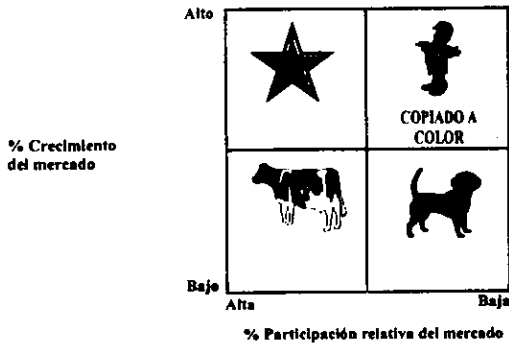 Alto
COPIADO A
COLOR
% Crecimiento
del mercado
Bajo
Alta
Baja
% Participación relativa del mercado